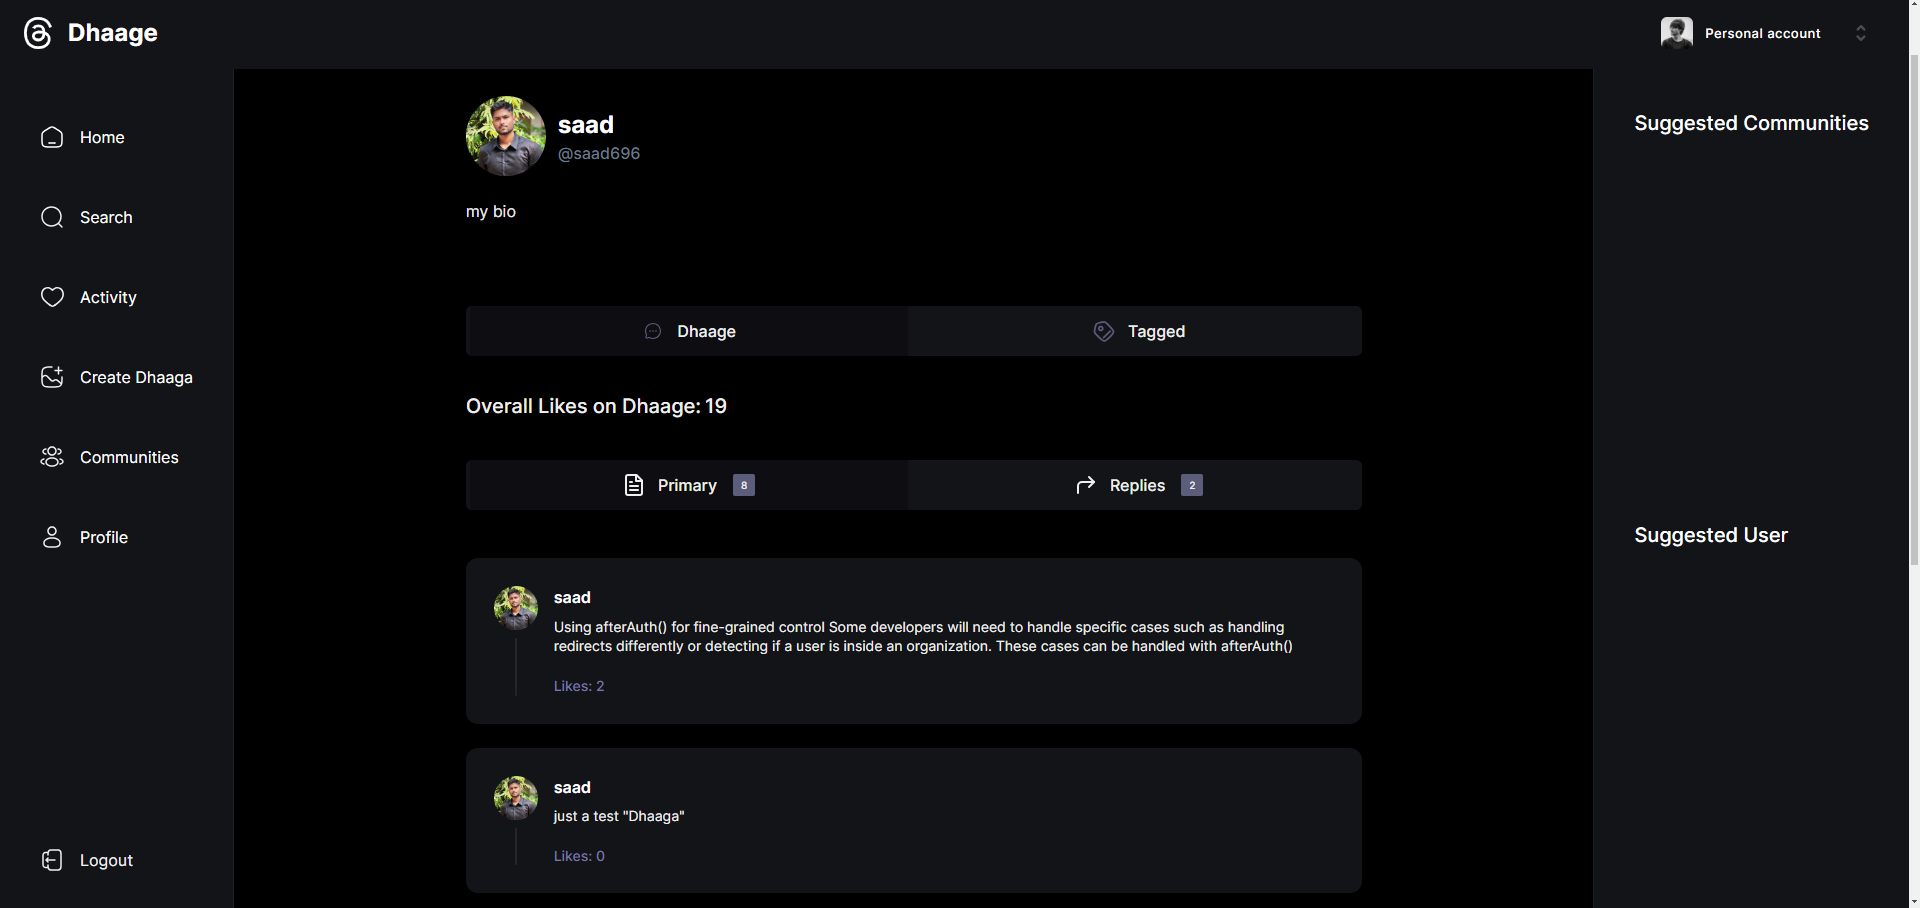 Dhaage
Personal account
Home
Search
Activity
Create Dhaaga
Communities
Profile
Logout
saad
@saad696
my bio
Dhaage
Tagged
Overall Likes on Dhaage: 19
Primary 8
Replies 2
saad
Using afterAuth() for fine-grained control Some developers will need to handle specific cases such as handling
redirects differently or detecting if a user is inside an organization. These cases can be handled with afterAuth()
Likes: 2
saad
just a test "Dhaaga"
Likes: 0
Suggested Communities
Suggested User